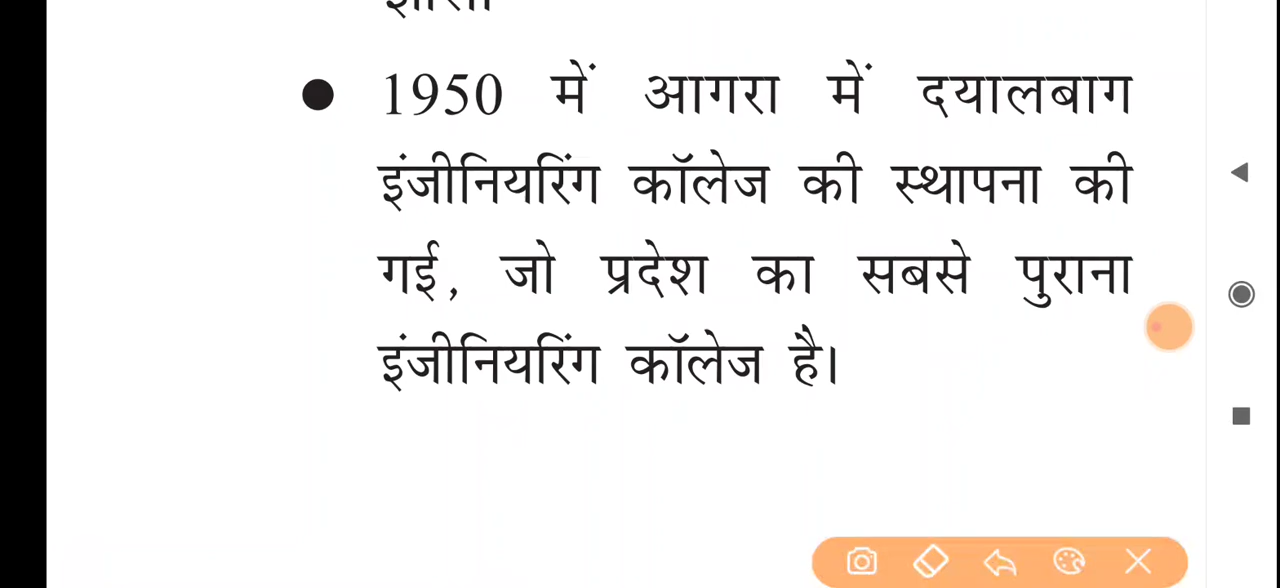 ● 1950 में आगरा में दयालबाग
इंजीनियरिंग कॉलेज की स्थापना की
गई, जो प्रदेश का सबसे पुराना
इंजीनियरिंग कॉलेज है।